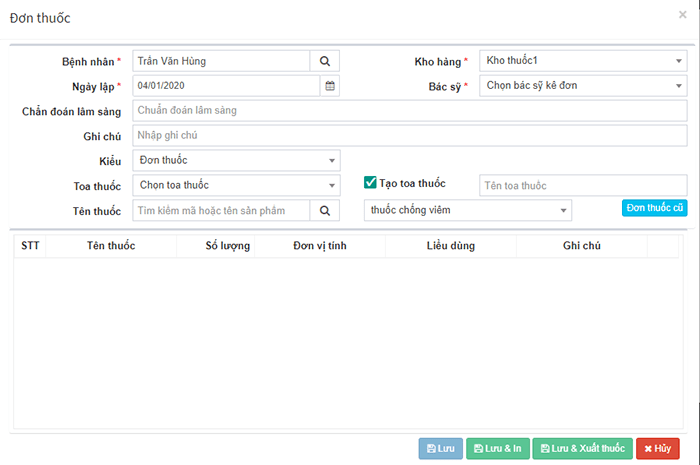 Đơn thuốc ×
Bệnh nhân * Trần Văn Hùng Kho hàng * Kho thuốc1
Ngày lập * 04/01/2020 Bác sỹ * Chọn bác sỹ kê đơn
Chẩn đoán lâm sàng Chuẩn đoán lâm sàng
Ghi chú Nhập ghi chú
Kiểu Đơn thuốc
Toa thuốc Chọn toa thuốc Tạo toa thuốc Tên toa thuốc
Tên thuốc Tìm kiếm mã hoặc tên sản phẩm thuốc chống viêm Đơn thuốc cũ
STT Tên thuốc Số lượng Đơn vị tính Liều dùng Ghi chú
Lưu Lưu & In Lưu & Xuất thuốc Hủy